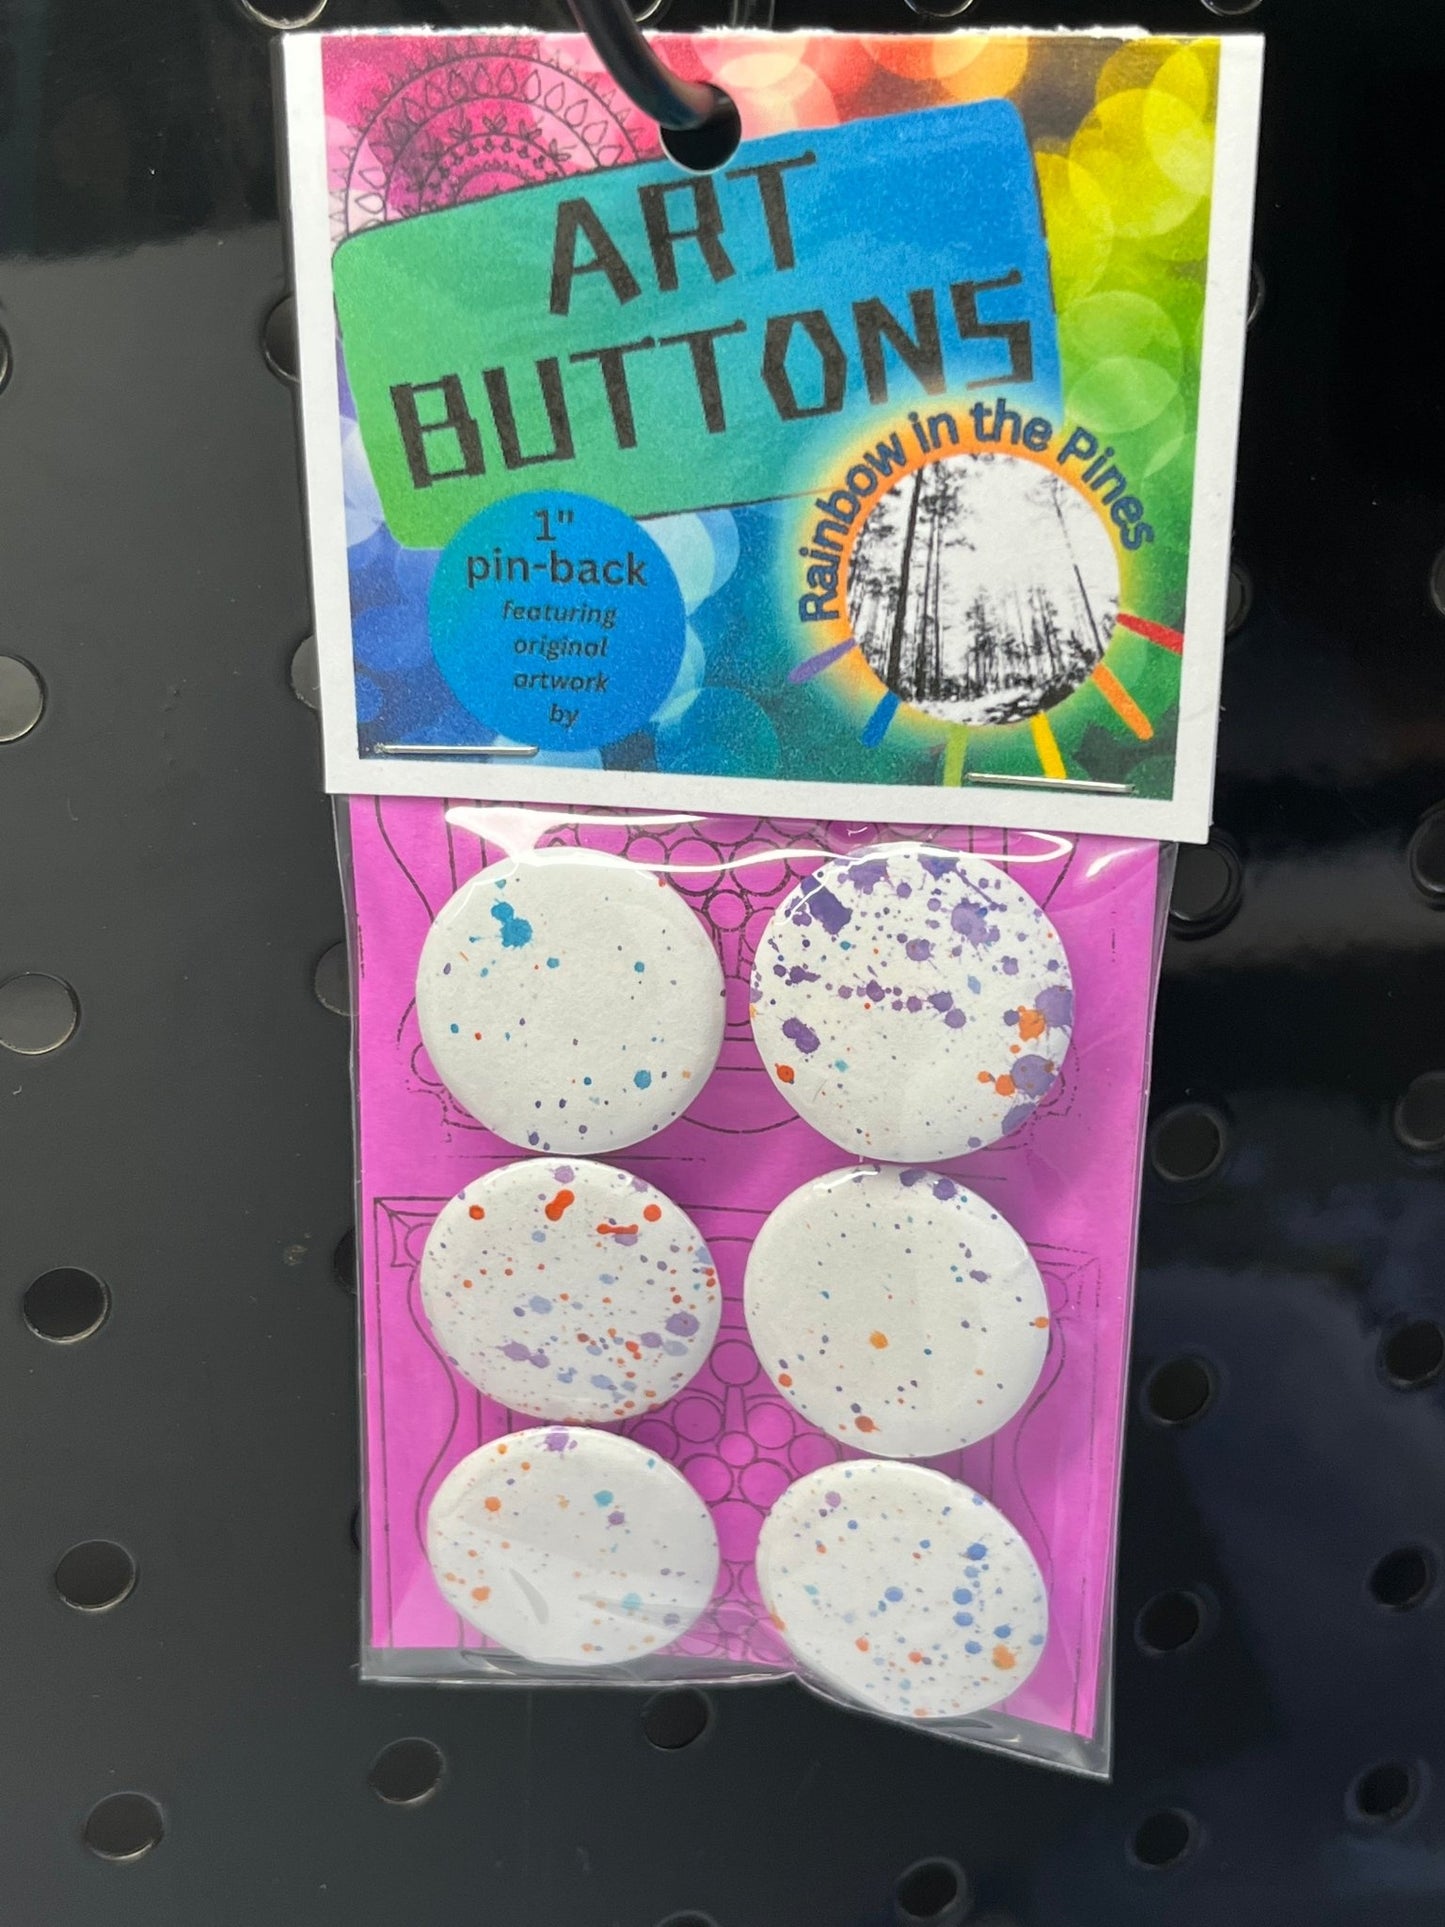 ART
BUTTONS
1"
pin-back
featuring
original
artwork
by
Rainbow in the Pines